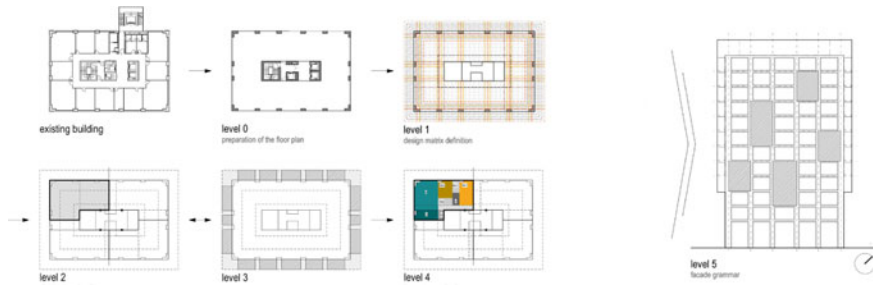 existing building
level 0
preparation of the floor plan
level 1
design matrix definition
level 2
level 3
level 4
level 5
facade grammar